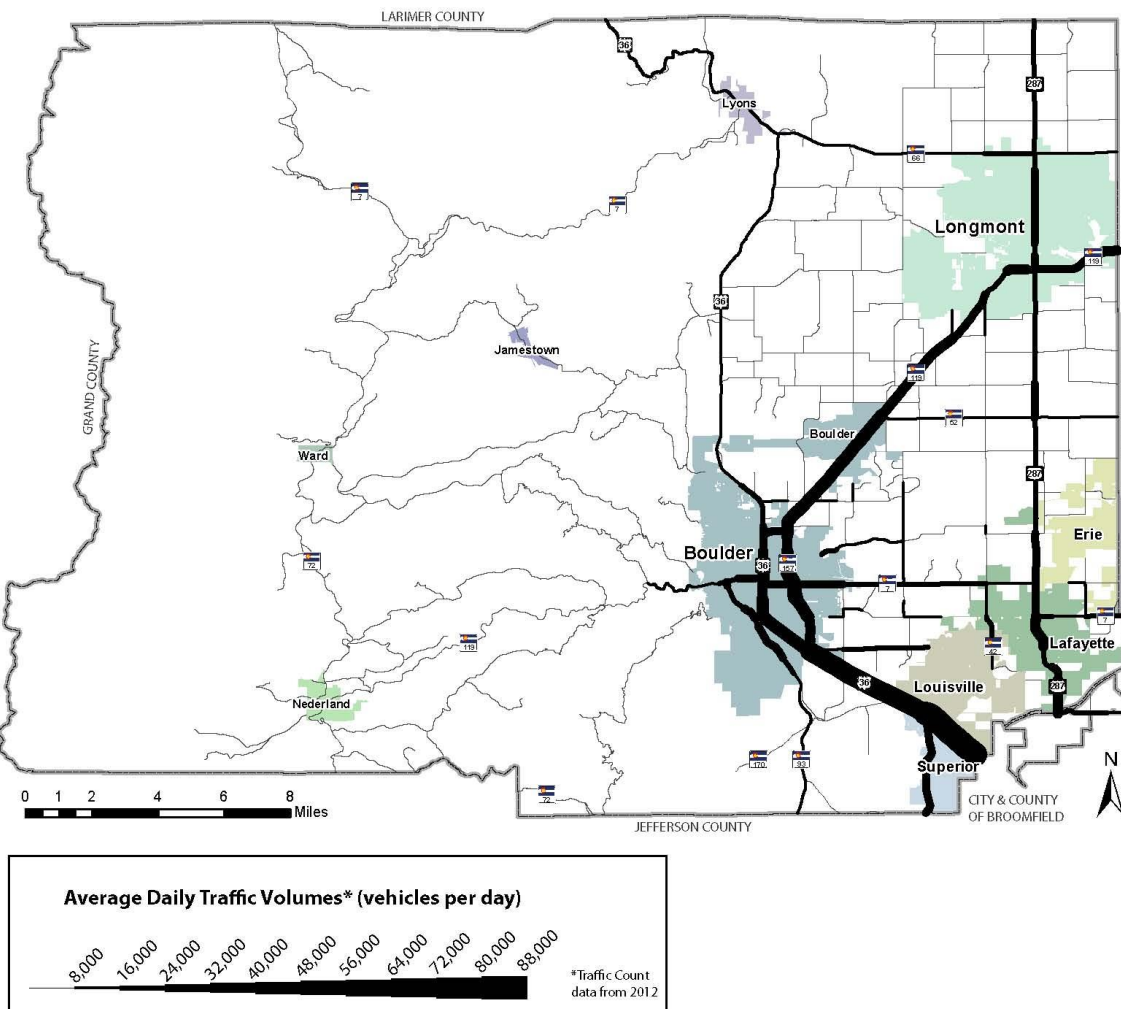 LARIMER COUNTY
36
287
Lyons
66
7
7
Longmont
119
36
GRAND COUNTY
Jamestown
119
Boulder
52
Ward
287
Erie
Boulder
72
36
157
7
7
119
42
Lafayette
Nederland
36
Louisville
287
170
93
Superior
72
N
0 1 2 4 6 8
Miles
CITY & COUNTY
OF BROOMFIELD
JEFFERSON COUNTY
Average Daily Traffic Volumes* (vehicles per day)
8,000 16,000 24,000 32,000 40,000 48,000 56,000 64,000 72,000 80,000 88,000
*Traffic Count
data from 2012